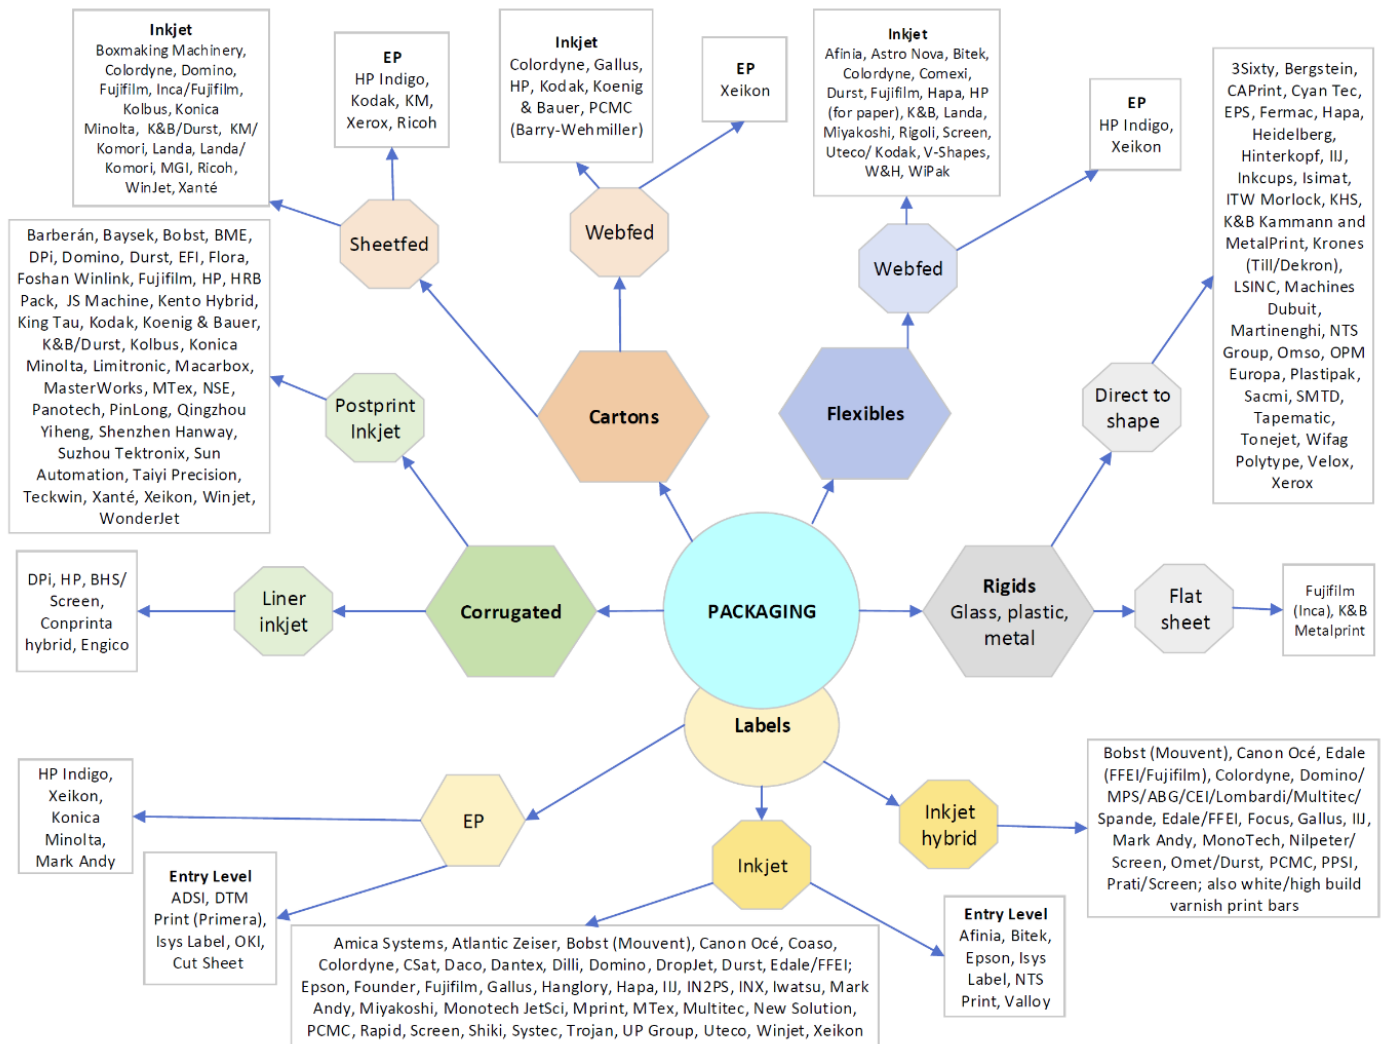 Inkjet
Boxmaking Machinery,
Colordyne, Domino,
Fujifilm, Inca/Fujifilm,
Kolbus, Konica
Minolta, K&B/Durst, KM/
Komori, Landa, Landa/
Komori, MGI, Ricoh,
WinJet, Xanté
EP
HP Indigo,
Kodak, KM,
Xerox, Ricoh
Inkjet
Colordyne, Gallus,
HP, Kodak, Koenig
& Bauer, PCMC
(Barry-Wehmiller)
EP
Xeikon
Inkjet
Afinia, Astro Nova, Bitek,
Colordyne, Comexi,
Durst, Fujifilm, Hapa, HP
(for paper), K&B, Landa,
Miyakoshi, Rigoli, Screen,
Uteco/ Kodak, V-Shapes,
W&H, WiPak
EP
HP Indigo,
Xeikon
3Sixty, Bergstein,
CAPrint, Cyan Tec,
EPS, Fermac, Hapa,
Heidelberg,
Hinterkopf, IIJ,
Inkcups, Isimat,
ITW Morlock, KHS,
K&B Kammann and
MetalPrint, Krones
(Till/Dekron),
LSINC, Machines
Dubuit,
Martinenghi, NTS
Group, Omso, OPM
Europa, Plastipak,
Sacmi, SMTD,
Tapematic,
Tonejet, Wifag
Polytype, Velox,
Xerox
Sheetfed
Webfed
Webfed
Barberán, Baysek, Bobst, BME,
DPi, Domino, Durst, EFI, Flora,
Foshan Winlink, Fujifilm, HP, HRB
Pack, JS Machine, Kento Hybrid,
King Tau, Kodak, Koenig & Bauer,
K&B/Durst, Kolbus, Konica
Minolta, Limitronic, Macarbox,
MasterWorks, MTex, NSE,
Panotech, PinLong, Qingzhou
Yiheng, Shenzhen Hanway,
Suzhou Tektronix, Sun
Automation, Taiyi Precision,
Teckwin, Xanté, Xeikon, Winjet,
WonderJet
Postprint
Inkjet
Cartons
Flexibles
Direct to
shape
DPi, HP, BHS/
Screen,
Conprinta
hybrid, Engico
Liner
inkjet
Corrugated
PACKAGING
Rigids
Glass, plastic,
metal
Flat
sheet
Fujifilm
(Inca), K&B
Metalprint
Labels
HP Indigo,
Xeikon,
Konica
Minolta,
Mark Andy
EP
Inkjet
Inkjet
hybrid
Bobst (Mouvent), Canon Océ, Edale
(FFEI/Fujifilm), Colordyne, Domino/
MPS/ABG/CEI/Lombardi/Multitec/
Spande, Edale/FFEI, Focus, Gallus, IIJ,
Mark Andy, MonoTech, Nilpeter/
Screen, Omet/Durst, PCMC, PPSI,
Prati/Screen; also white/high build
varnish print bars
Entry Level
ADSI, DTM
Print (Primera),
Isys Label, OKI,
Cut Sheet
Amica Systems, Atlantic Zeiser, Bobst (Mouvent), Canon Océ, Coaso,
Colordyne, CSat, Daco, Dantex, Dilli, Domino, DropJet, Durst, Edale/FFEI;
Epson, Founder, Fujifilm, Gallus, Hanglory, Hapa, IIJ, IN2PS, INX, Iwatsu, Mark
Andy, Miyakoshi, Monotech JetSci, Mprint, MTex, Multitec, New Solution,
PCMC, Rapid, Screen, Shiki, Systec, Trojan, UP Group, Uteco, Winjet, Xeikon
Entry Level
Afinia, Bitek,
Epson, Isys
Label, NTS
Print, Valloy